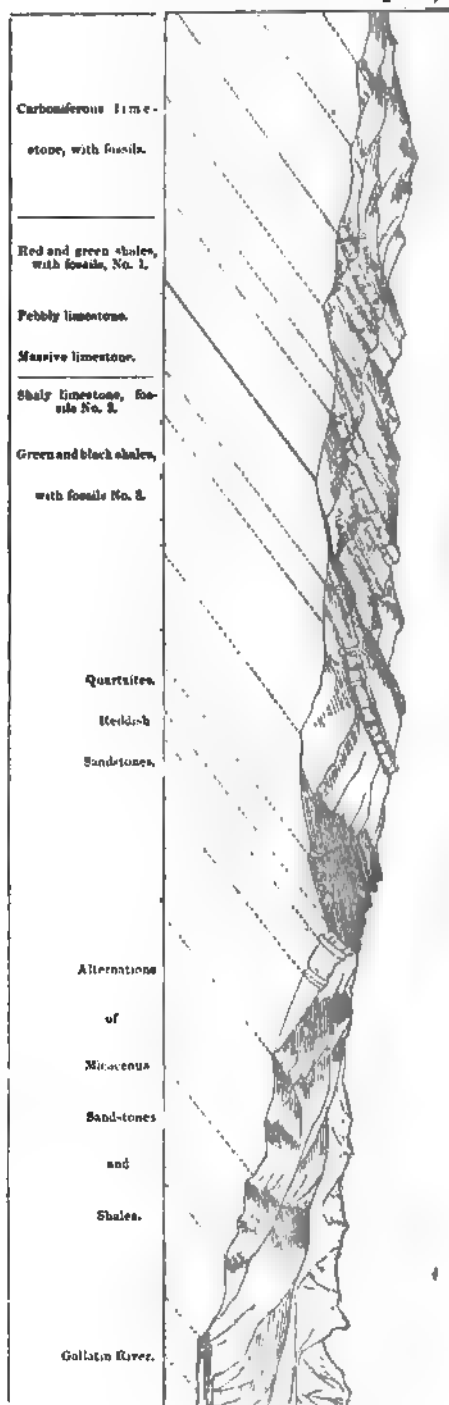 Carboniferous lime-
stone, with fossils.
Red and green shales,
with fossils, No. 1.
Pebbly limestone.
Massive limestone.
Shaly limestone, fos-
sils No. 2.
Green and black shales,
with fossils No. 3.
Quartzites.
Reddish
Sandstones.
Alternations
of
Micaceous
Sandstones
and
Shales.
Gallatin River.